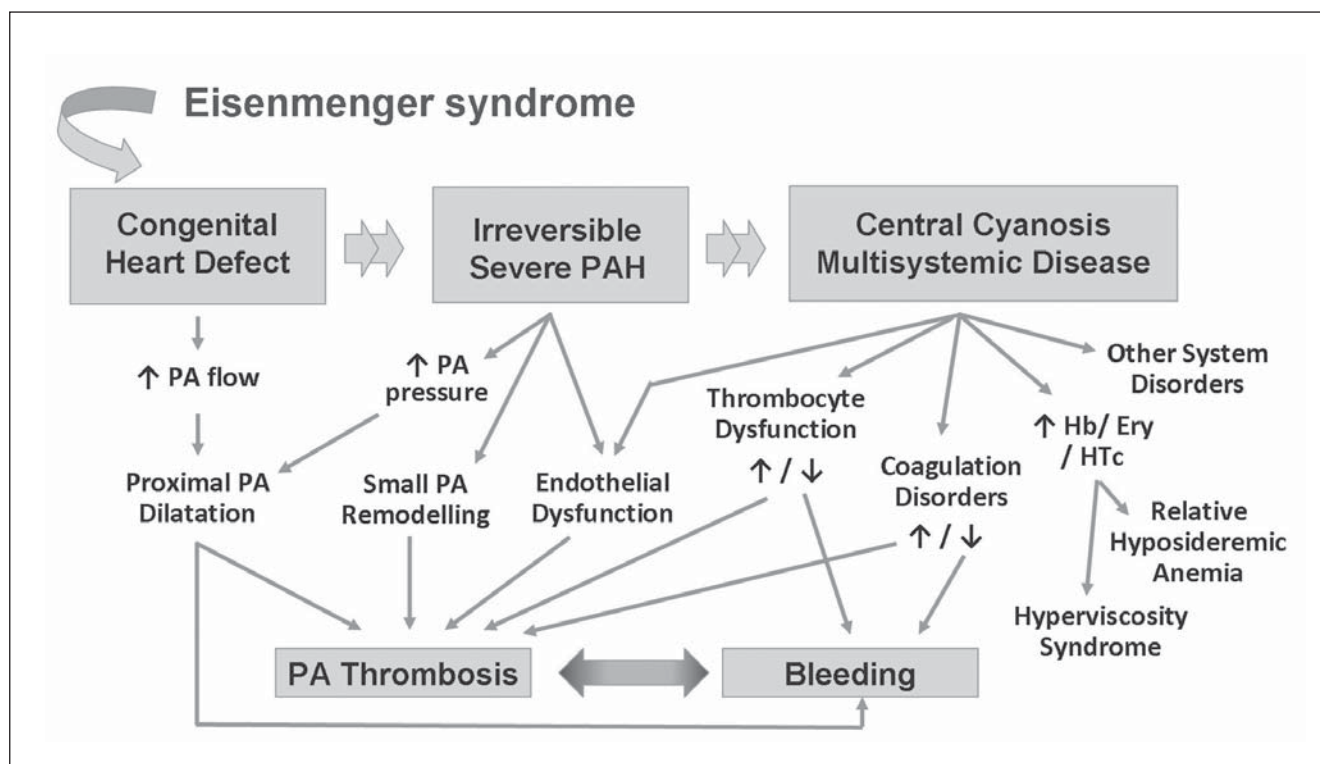 Eisenmenger syndrome
Congenital
Heart Defect
Irreversible
Severe PAH
Central Cyanosis
Multisystemic Disease
↑ PA flow
↑ PA
pressure
Other System
Disorders
Thrombocyte
Dysfunction
↑ / ↓
↑ Hb/ Ery
/ HTc
Proximal PA
Dilatation
Small PA
Remodelling
Endothelial
Dysfunction
Coagulation
Disorders
↑ / ↓
Relative
Hyposideremic
Anemia
Hyperviscosity
Syndrome
PA Thrombosis
Bleeding